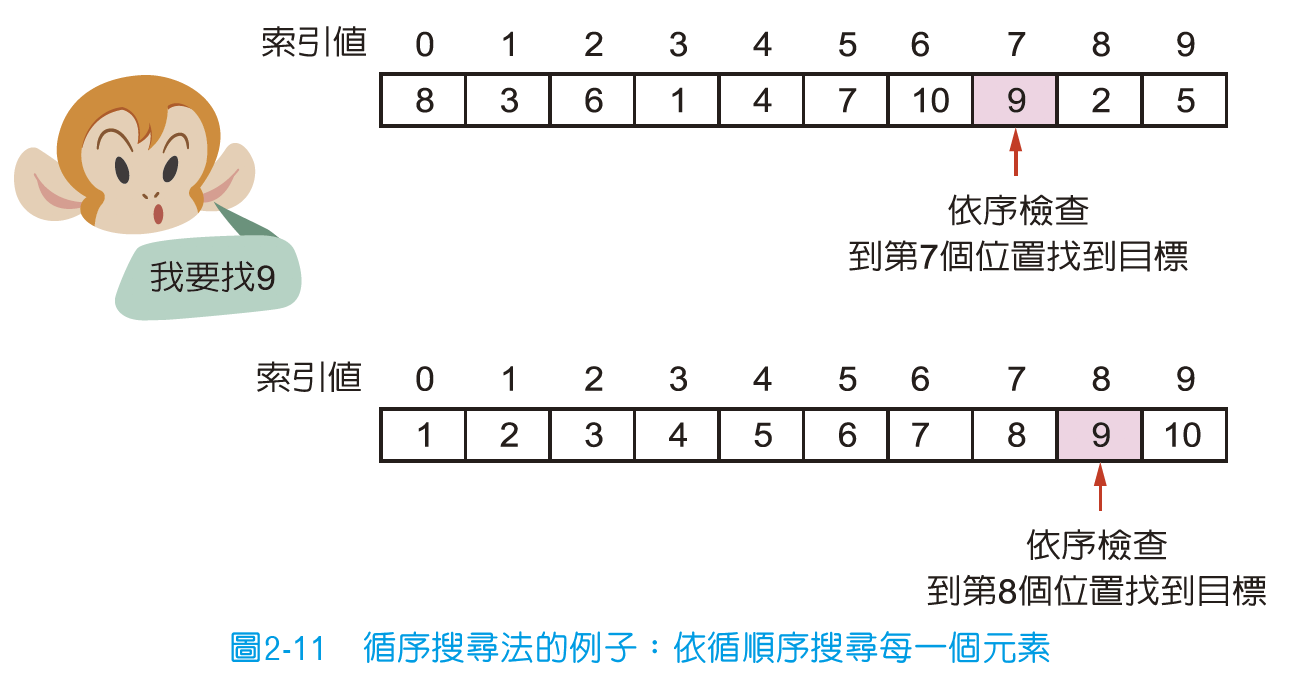 索引值 0 1 2 3 4 5 6 7 8 9
8 3 6 1 4 7 10 9 2 5
依序檢查
到第7個位置找到目標
我要找9
索引值 0 1 2 3 4 5 6 7 8 9
1 2 3 4 5 6 7 8 9 10
依序檢查
到第8個位置找到目標
圖2-11 循序搜尋法的例子：依循順序搜尋每一個元素